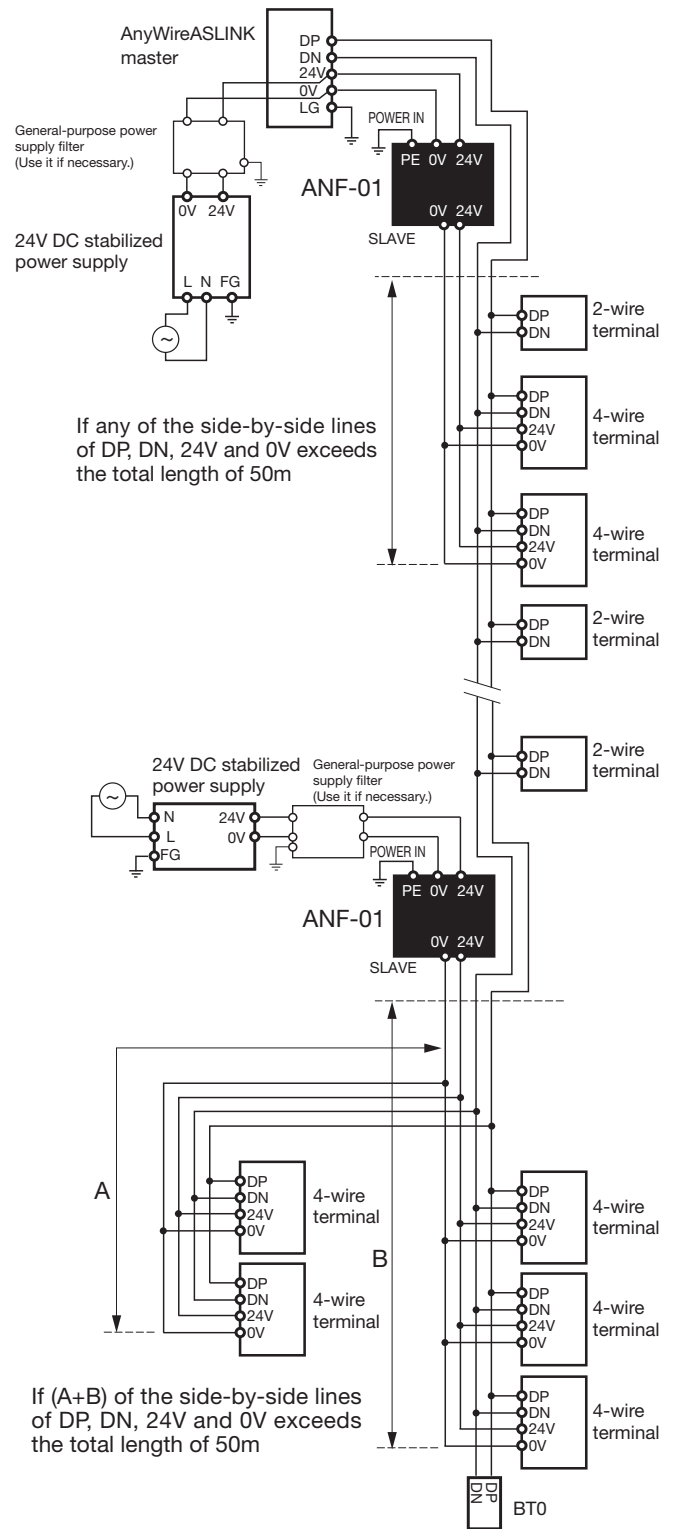 AnyWireASLINK
master
DP
DN
24V
0V
LG
General-purpose power
supply filter
(Use it if necessary.)
POWER IN
PE 0V 24V
ANF-01
0V 24V
SLAVE
0V 24V
24V DC stabilized
power supply
L N FG
~
DP
DN
2-wire
terminal
If any of the side-by-side lines
of DP, DN, 24V and 0V exceeds
the total length of 50m
DP
DN
24V
0V
4-wire
terminal
DP
DN
24V
0V
4-wire
terminal
DP
DN
2-wire
terminal
DP
DN
2-wire
terminal
24V DC stabilized
power supply
General-purpose power
supply filter
(Use it if necessary.)
~
N
L
FG
24V
0V
POWER IN
PE 0V 24V
ANF-01
0V 24V
SLAVE
A
B
DP
DN
24V
0V
4-wire
terminal
DP
DN
24V
0V
4-wire
terminal
DP
DN
24V
0V
4-wire
terminal
DP
DN
24V
0V
4-wire
terminal
DP
DN
24V
0V
4-wire
terminal
If (A+B) of the side-by-side lines
of DP, DN, 24V and 0V exceeds
the total length of 50m
DP
DN
BT0